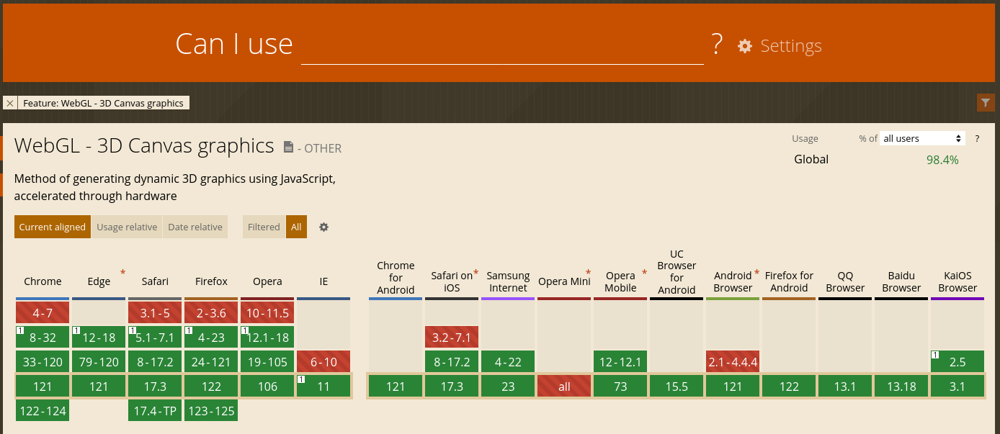 Can I use ? Settings
× Feature: WebGL - 3D Canvas graphics
WebGL - 3D Canvas graphics - OTHER
Usage % of all users ?
Global 98.4%
Method of generating dynamic 3D graphics using JavaScript,
accelerated through hardware
Current aligned Usage relative Date relative Filtered All
Chrome
Edge *
Safari
Firefox
Opera
IE
Chrome
for
Android
Safari on *
iOS
Samsung
Internet
Opera Mini *
Opera *
Mobile
UC
Browser
for
Android
Android *
Browser
Firefox for
Android
QQ
Browser
Baidu
Browser
KaiOS
Browser
4-7 3.1-5 2-3.6 10-11.5
1 8-32 1 12-18 1 5.1-7.1 1 4-23 1 12.1-18 3.2-7.1
33-120 79-120 8-17.2 24-121 19-105 6-10 8-17.2 4-22 12-12.1 2.1-4.4.4 1 2.5
121 121 17.3 122 106 1 11 121 17.3 23 all 73 15.5 121 122 13.1 13.18 3.1
122-124 17.4-TP 123-125